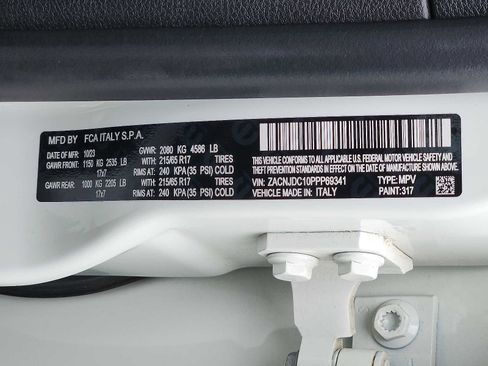 MFD BY FCA ITALY S.P.A.
DATE OF MFR: 10/23 GVWR: 2080 KG 4586 LB
GAWR FRONT: 1150 KG 2535 LB WITH: 215/65 R17 TIRES
17x7 RIMS AT: 240 KPA(35 PSI) COLD
GAWR REAR: 1000 KG 2205 LB WITH: 215/65 R17 TIRES
17x7 RIMS AT: 240 KPA(35 PSI) COLD
THIS VEHICLE CONFORMS TO ALL APPLICABLE
FEDERAL MOTOR VEHICLE SAFETY, BUMPER, AND
THEFT PREVENTION STANDARDS IN EFFECT ON
THE DATE OF MANUFACTURE SHOWN ABOVE.
VIN: ZACNJDC10PPP69341 TYPE: MPV
VEHICLE MADE IN: ITALY PAINT: 317